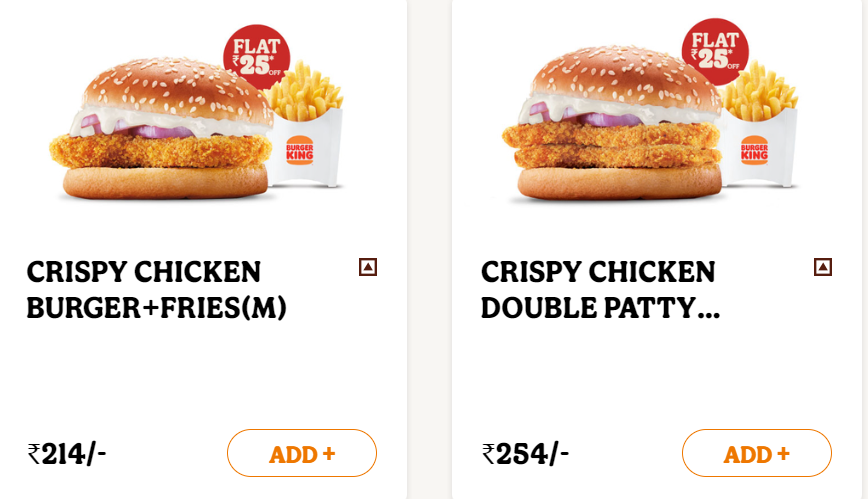 FLAT
₹25*
OFF
BURGER
KING
CRISPY CHICKEN
BURGER+FRIES(M)
₹214/-
ADD +
FLAT
₹25*
OFF
BURGER
KING
CRISPY CHICKEN
DOUBLE PATTY...
₹254/-
ADD +